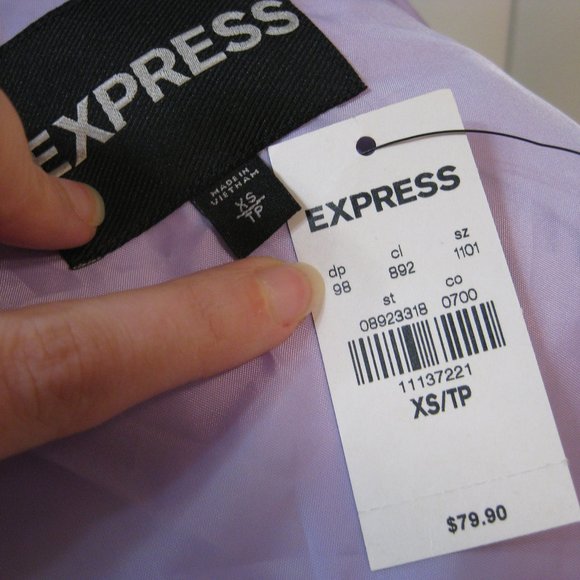 EXPRESS
MADE IN
VIETNAM
XS
TP
EXPRESS
dp cl sz
98 892 1101
st co
08923318 0700
11137221
XS/TP
$79.90